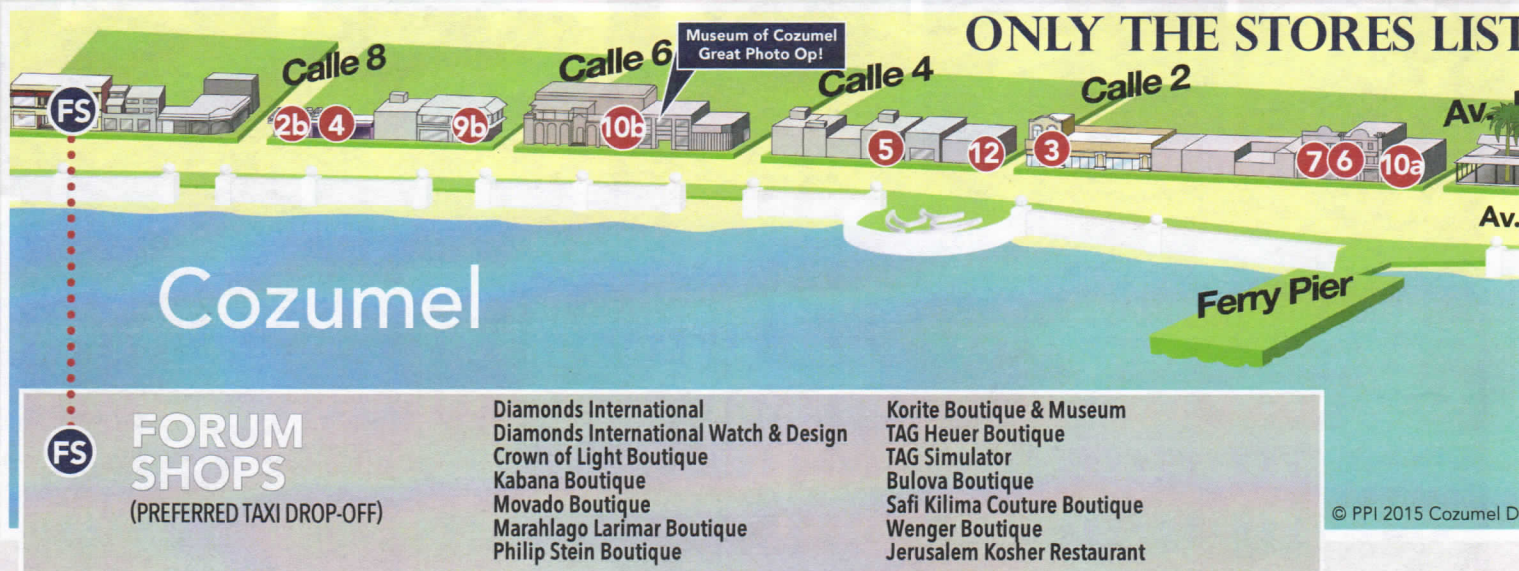 ONLY THE STORES LIST
Museum of Cozumel
Great Photo Op!
Calle 8
Calle 6
Calle 4
Calle 2
Av.
FS
2b
4
9b
10b
5
12
3
7
6
10a
Av.
Cozumel
Ferry Pier
FS
FORUM
SHOPS
(PREFERRED TAXI DROP-OFF)
Diamonds International
Diamonds International Watch & Design
Crown of Light Boutique
Kabana Boutique
Movado Boutique
Marahlago Larimar Boutique
Philip Stein Boutique
Korite Boutique & Museum
TAG Heuer Boutique
TAG Simulator
Bulova Boutique
Safi Kilima Couture Boutique
Wenger Boutique
Jerusalem Kosher Restaurant
© PPI 2015 Cozumel D